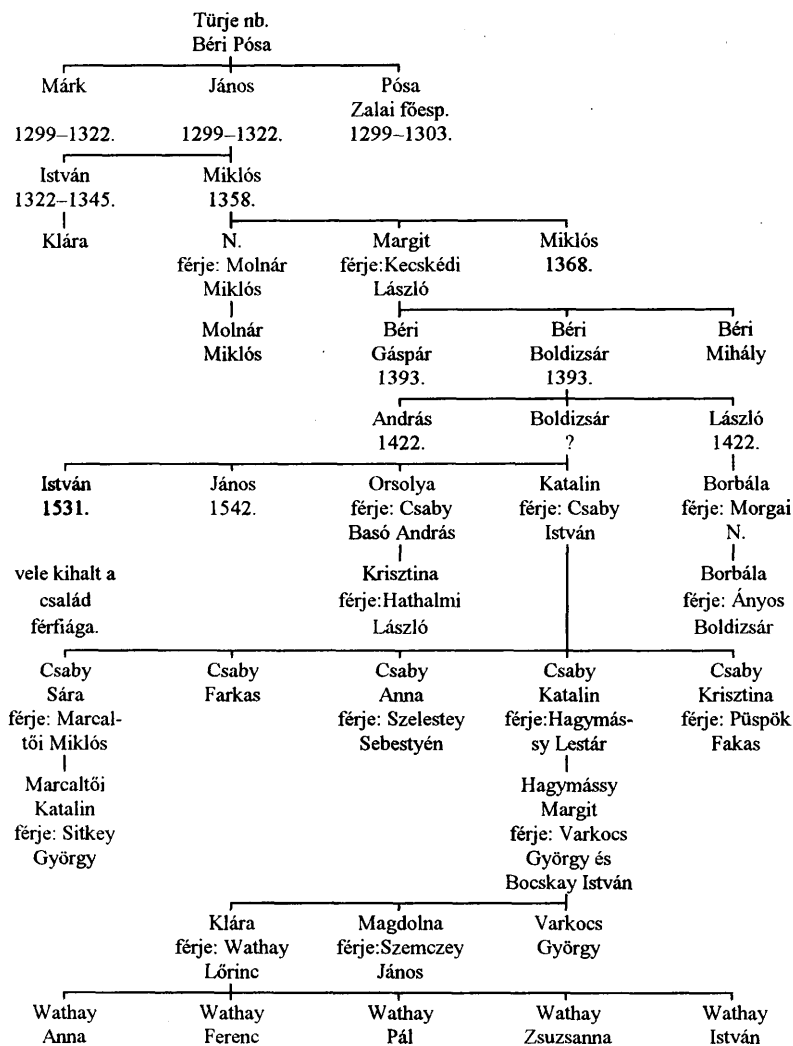 Türje nb.
Béri Pósa
Márk János Pósa
Zalai főesp.
1299–1322. 1299–1322. 1299–1303.
István Miklós
1322–1345. 1358.
Klára N. Margit Miklós
férje: Molnár férje:Kecskédi 1368.
Miklós László
Molnár Béri Béri Béri
Miklós Gáspár Boldizsár Mihály
1393. 1393.
András Boldizsár László
1422. ? 1422.
István János Orsolya Katalin Borbála
1531. 1542. férje: Csaby férje: Csaby férje: Morgai
Basó András István N.
vele kihalt a Krisztina Borbála
család férje:Hathalmi férje: Ányos
férfiága. László Boldizsár
Csaby Csaby Csaby Csaby Csaby
Sára Farkas Anna Katalin Krisztina
férje: Marcal- férje: Szelestey férje:Hagymás- férje: Püspök
tői Miklós Sebestyén sy Lestár Fakas
Marcaltői Hagymássy
Katalin Margit
férje: Sitkey férje: Varkocs
György György és
Bocskay István
Klára Magdolna Varkocs
férje: Wathay férje:Szemczey György
Lőrinc János
Wathay Wathay Wathay Wathay Wathay
Anna Ferenc Pál Zsuzsanna István